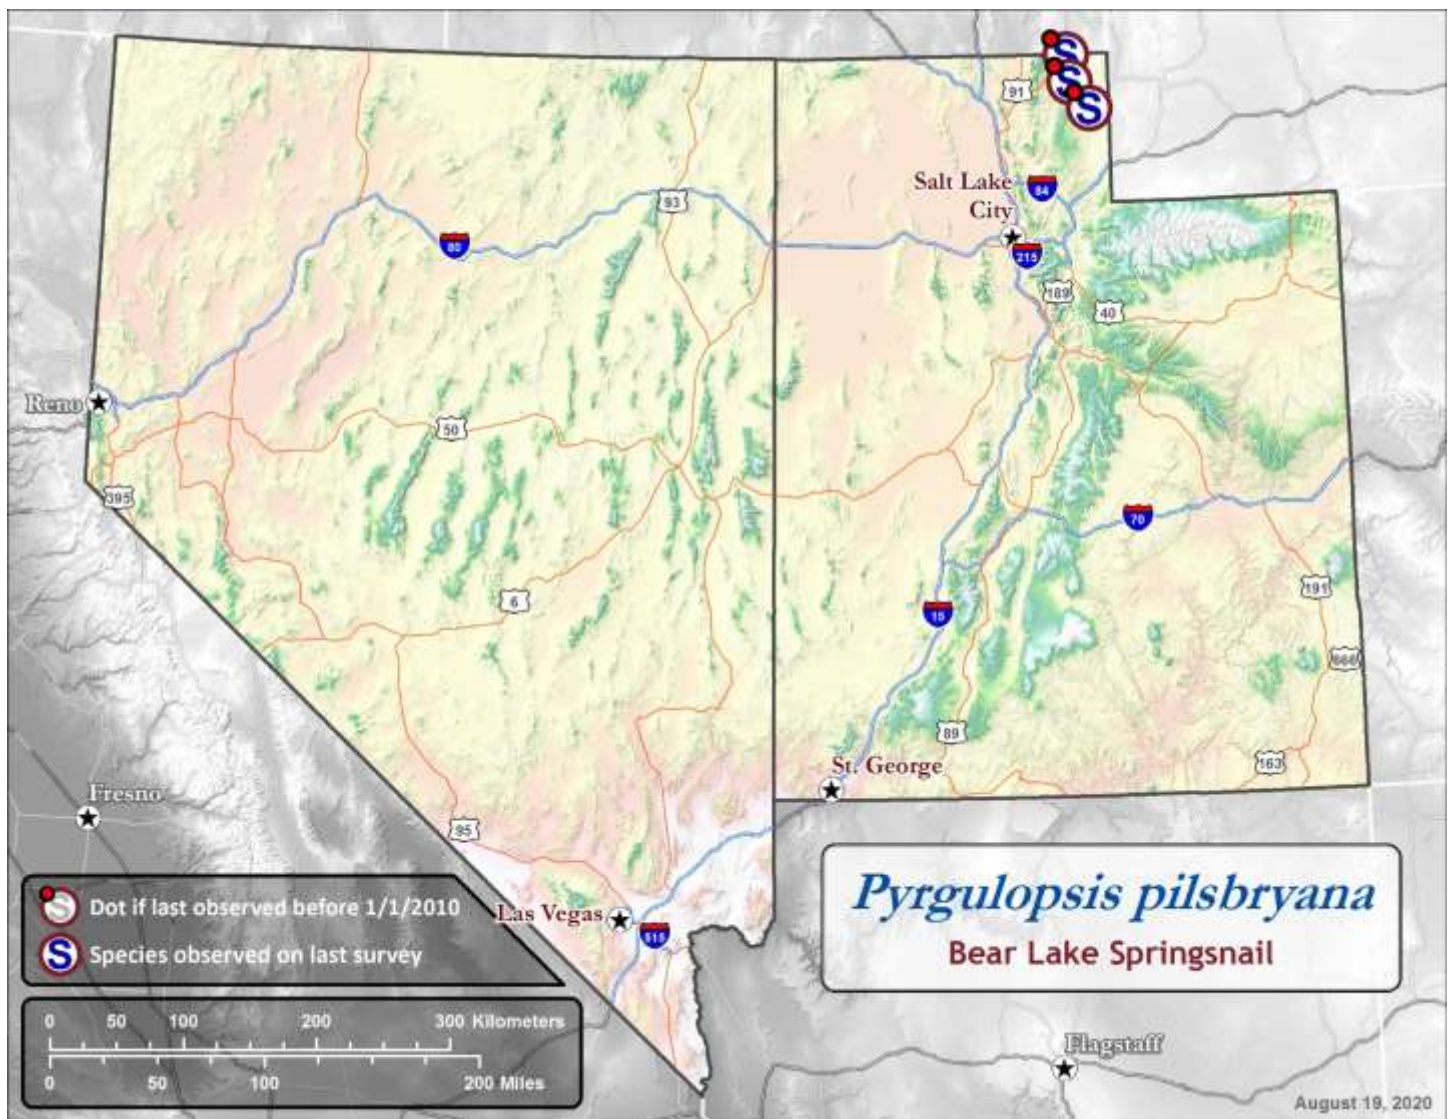 S
S
S
91
84
Salt Lake
City
93
80
215
189
40
Reno
50
395
70
6
191
15
666
89
163
St. George
Fresno
95
Las Vegas
515
S Dot if last observed before 1/1/2010
S Species observed on last survey
Pyrgulopsis pilsbryana
Bear Lake Springsnail
0 50 100 200 300 Kilometers
0 50 100 200 Miles
Flagstaff
August 19, 2020